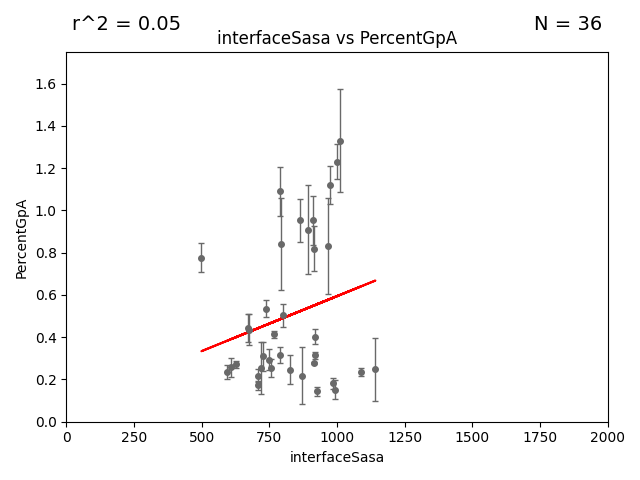 r^2 = 0.05
N = 36
interfaceSasa vs PercentGpA
PercentGpA
1.6
1.4
1.2
1.0
0.8
0.6
0.4
0.2
0.0
0 250 500 750 1000 1250 1500 1750 2000
interfaceSasa